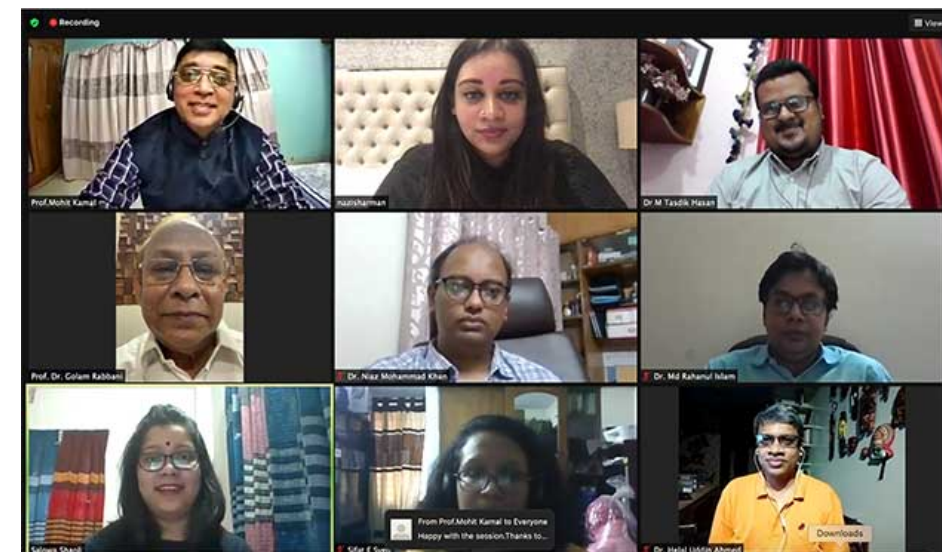 Recording
View
Prof.Mohit Kamal
nazisharman
Dr M Tasdik Hasan
Prof. Dr. Golam Rabbani
Dr. Niaz Mohammad Khan
Dr. Md Rahanul Islam
From Prof.Mohit Kamal to Everyone
Happy with the session.Thanks to...
Downloads
Salowa Shanil
Sifat E
Dr. Helal Uddin Ahmed